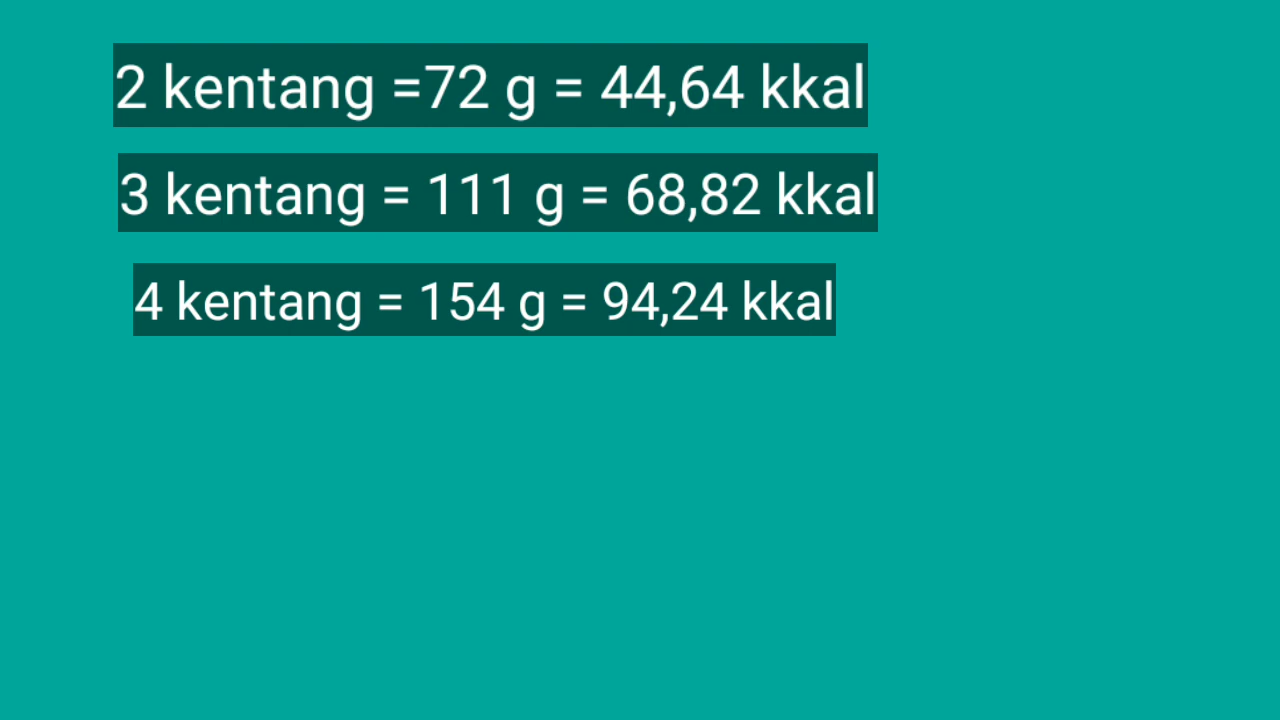 2 kentang =72 g = 44,64 kkal
3 kentang = 111 g = 68,82 kkal
4 kentang = 154 g = 94,24 kkal